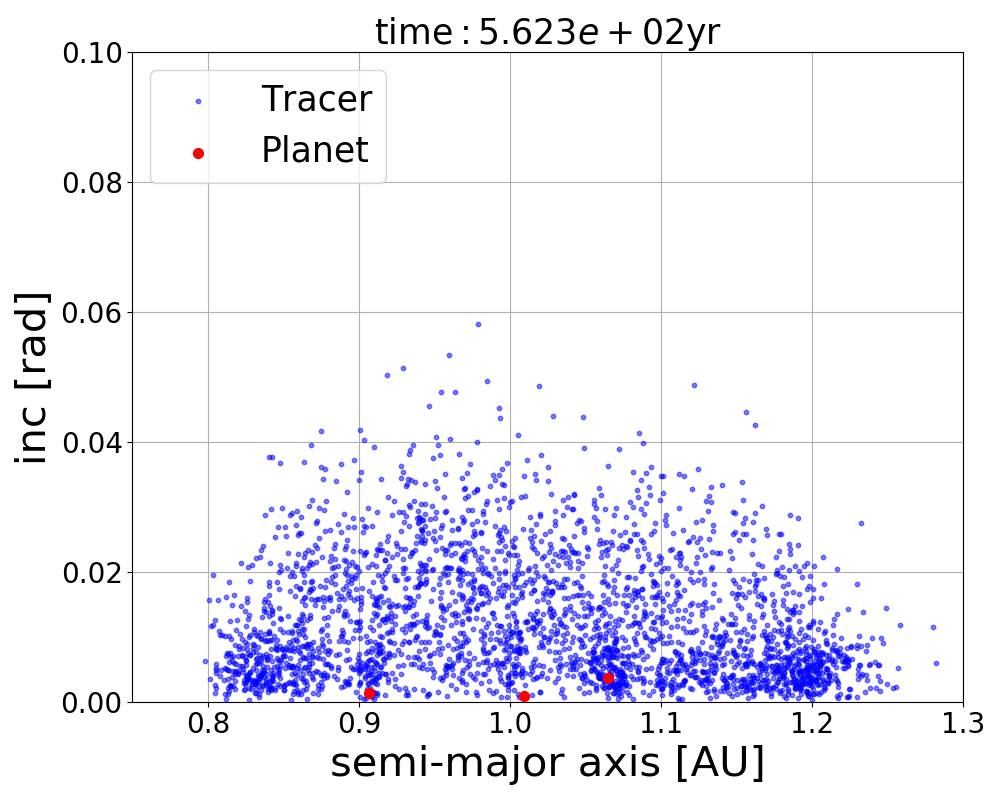 time : 5.623e + 02yr
0.10
0.08
0.06
0.04
0.02
0.00
inc [rad]
Tracer
Planet
0.8 0.9 1.0 1.1 1.2 1.3
semi-major axis [AU]